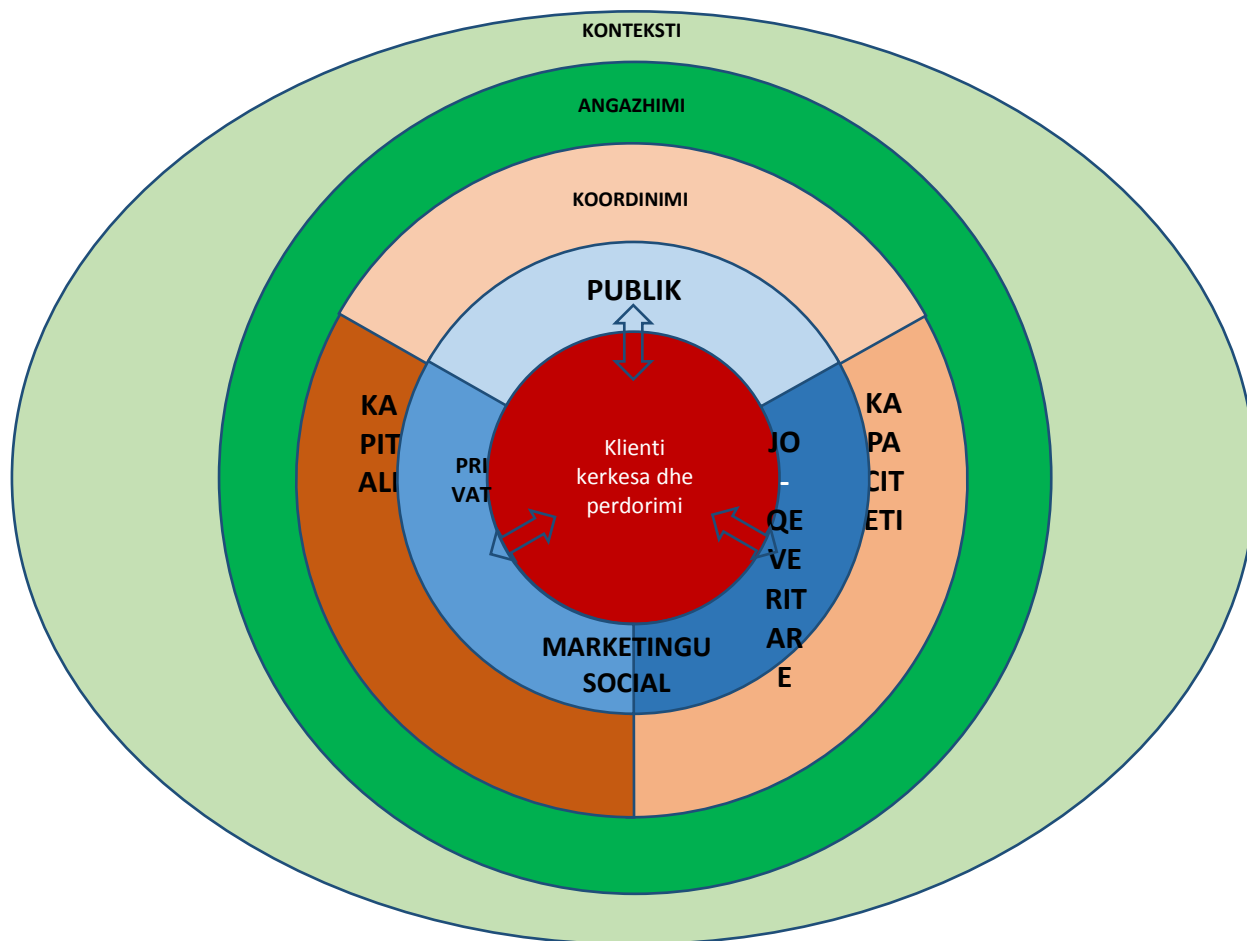 KONTEKSTI
ANGAZHIMI
KOORDINIMI
PUBLIK
KA
PIT
ALI
PRI
VAT
Klienti
kerkesa dhe
perdorimi
JO
-
QE
VE
RIT
AR
E
KA
PA
CIT
ETI
MARKETINGU
SOCIAL